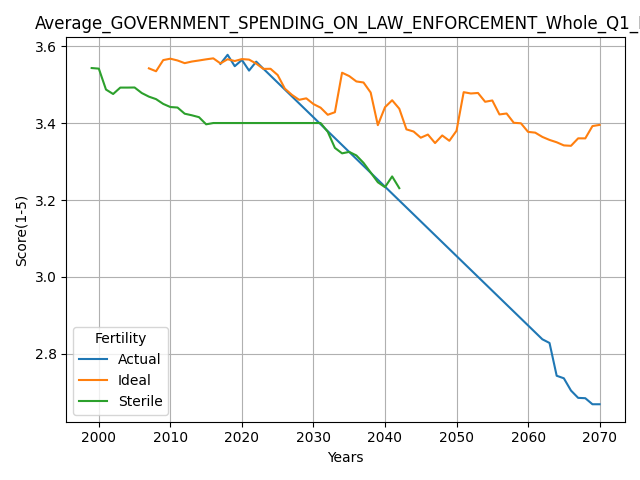 Average_GOVERNMENT_SPENDING_ON_LAW_ENFORCEMENT_Whole_Q1_
3.6
3.4
3.2
3.0
2.8
Score(1-5)
Fertility
Actual
Ideal
Sterile
2000 2010 2020 2030 2040 2050 2060 2070
Years